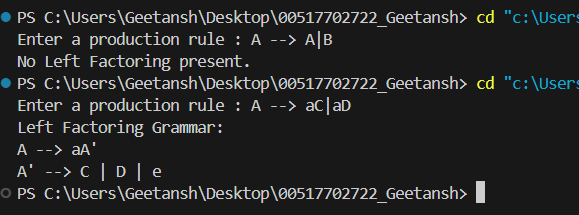 PS C:\Users\Geetansh\Desktop\00517702722_Geetansh> cd "c:\Users
Enter a production rule : A --> A|B
No Left Factoring present.
PS C:\Users\Geetansh\Desktop\00517702722_Geetansh> cd "c:\Users
Enter a production rule : A --> aC|aD
Left Factoring Grammar:
A --> aA'
A' --> C | D | e
PS C:\Users\Geetansh\Desktop\00517702722_Geetansh>